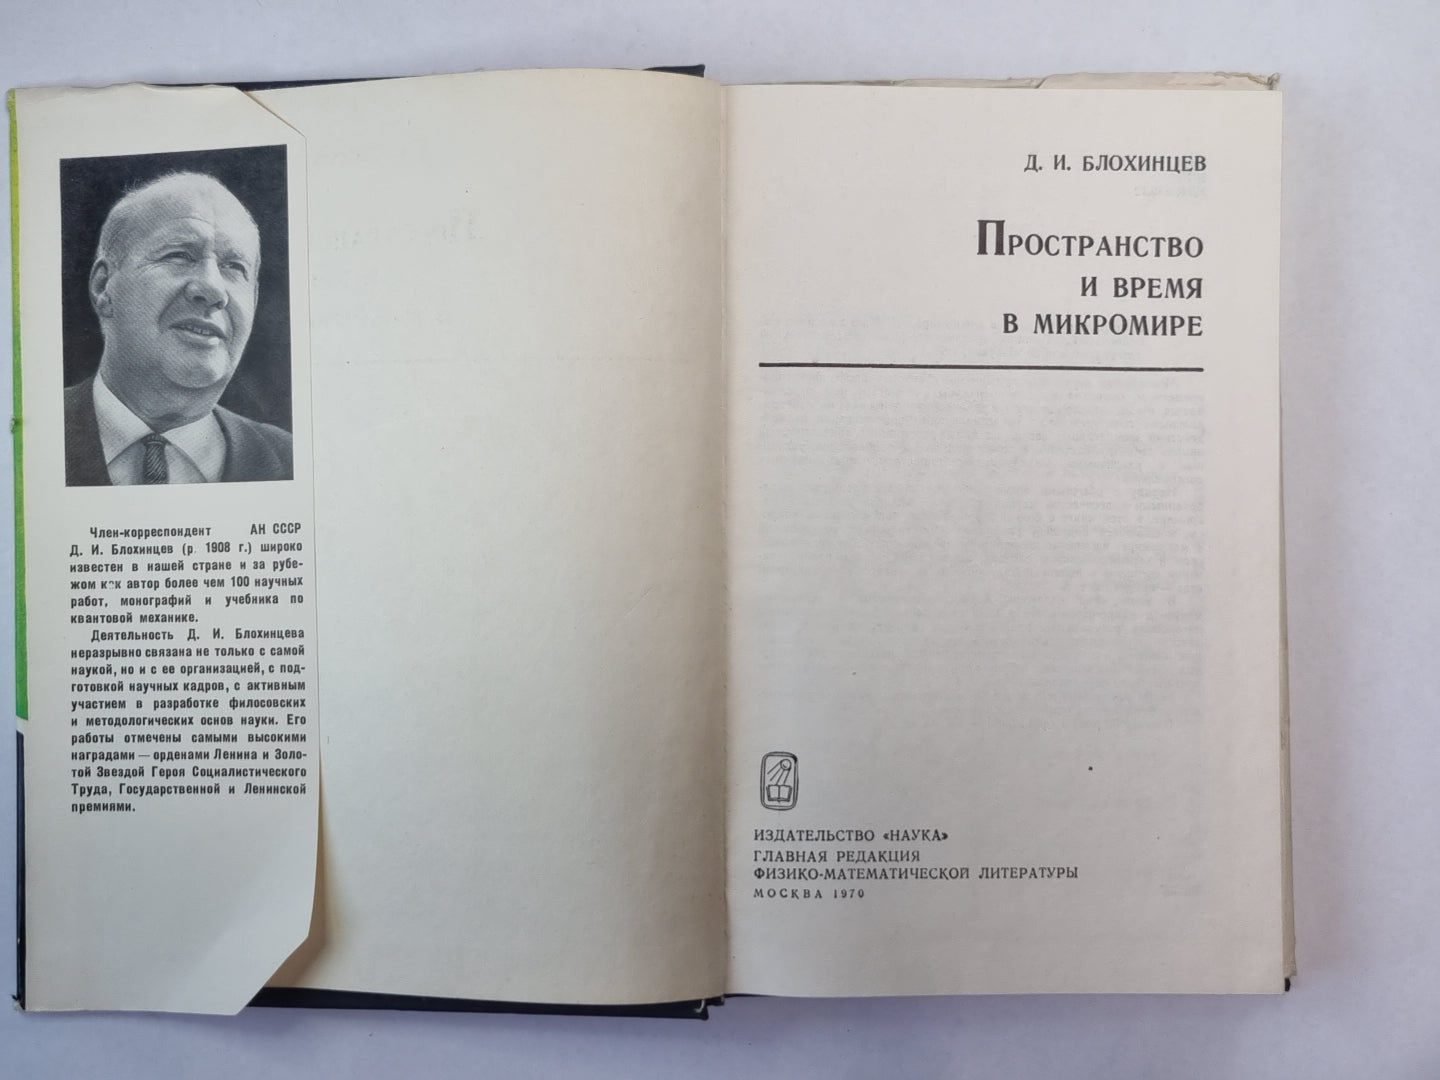 Член-корреспондент АН СССР
Д. И. Блохинцев (р. 1908 г.) широко
известен в нашей стране и за рубе-
жом как автор более чем 100 научных
работ, монографий и учебника по
квантовой механике.
Деятельность Д. И. Блохинцева
неразрывно связана не только с самой
наукой, но и с ее организацией, с под-
готовкой научных кадров, с активным
участием в разработке филосовских
и методологических основ науки. Его
работы отмечены самыми высокими
наградами — орденами Ленина и Золо-
той Звездой Героя Социалистического
Труда, Государственной и Ленинской
премиями.
Д. И. БЛОХИНЦЕВ
ПРОСТРАНСТВО
И ВРЕМЯ
В МИКРОМИРЕ
ИЗДАТЕЛЬСТВО «НАУКА»
ГЛАВНАЯ РЕДАКЦИЯ
ФИЗИКО-МАТЕМАТИЧЕСКОЙ ЛИТЕРАТУРЫ
МОСКВА 1970